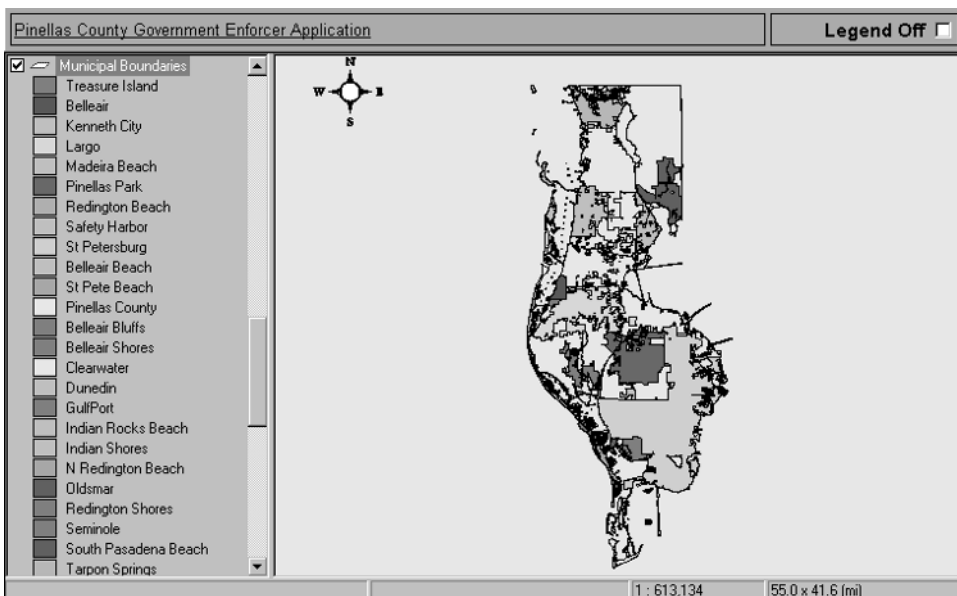 Pinellas County Government Enforcer Application
Legend Off
Municipal Boundaries
Treasure Island
Belleair
Kenneth City
Largo
Madeira Beach
Pinellas Park
Redington Beach
Safety Harbor
St Petersburg
Belleair Beach
St Pete Beach
Pinellas County
Belleair Bluffs
Belleair Shores
Clearwater
Dunedin
GulfPort
Indian Rocks Beach
Indian Shores
N Redington Beach
Oldsmar
Redington Shores
Seminole
South Pasadena Beach
Tarpon Springs
N
W E
S
1 : 613,134
55.0 x 41.6 (mi)